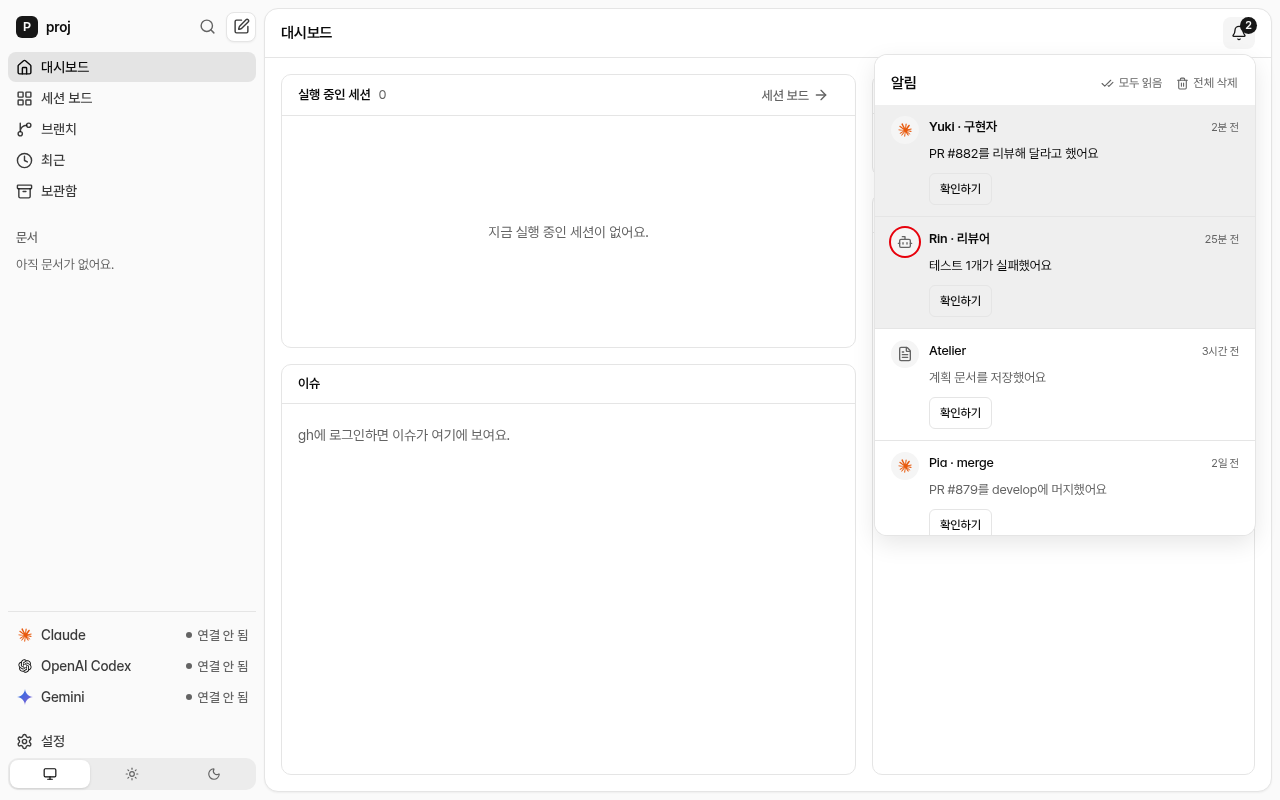 P proj
대시보드
세션 보드
브랜치
최근
보관함
문서
아직 문서가 없어요.
Claude 연결 안 됨
OpenAI Codex 연결 안 됨
Gemini 연결 안 됨
설정
대시보드
2
실행 중인 세션 0 세션 보드
지금 실행 중인 세션이 없어요.
이슈
gh에 로그인하면 이슈가 여기에 보여요.
알림 모두 읽음 전체 삭제
Yuki · 구현자 2분 전
PR #882를 리뷰해 달라고 했어요
확인하기
Rin · 리뷰어 25분 전
테스트 1개가 실패했어요
확인하기
Atelier 3시간 전
계획 문서를 저장했어요
확인하기
Pia · merge 2일 전
PR #879를 develop에 머지했어요
확인하기